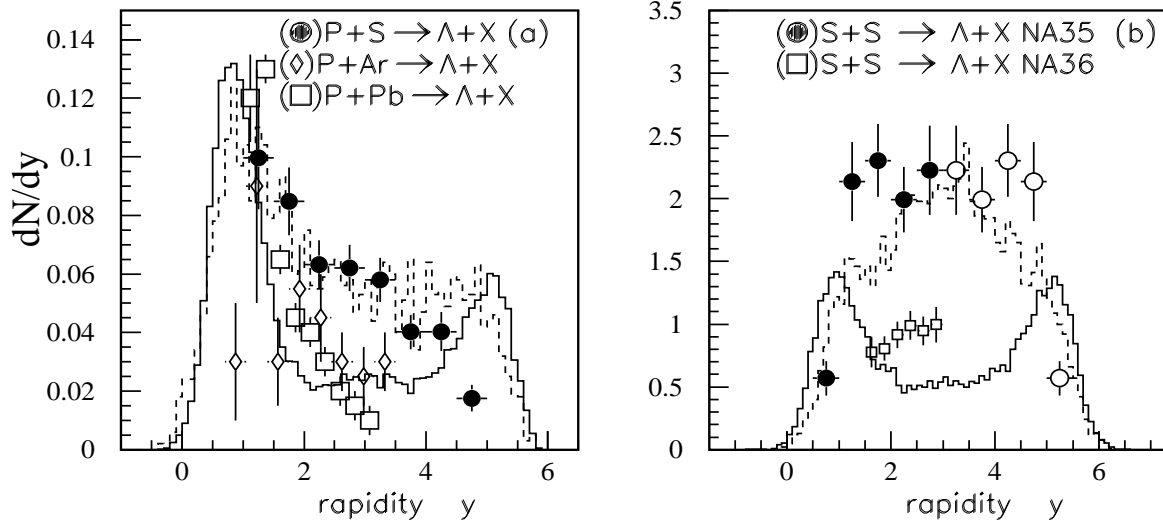 (●)P+S → Λ+X (a)
(◇)P+Ar → Λ+X
(□)P+Pb → Λ+X
dN/dy
0.14
0.12
0.1
0.08
0.06
0.04
0.02
0
0 2 4 6
rapidity y
(●)S+S → Λ+X NA35 (b)
(□)S+S → Λ+X NA36
3.5
3
2.5
2
1.5
1
0.5
0
0 2 4 6
rapidity y